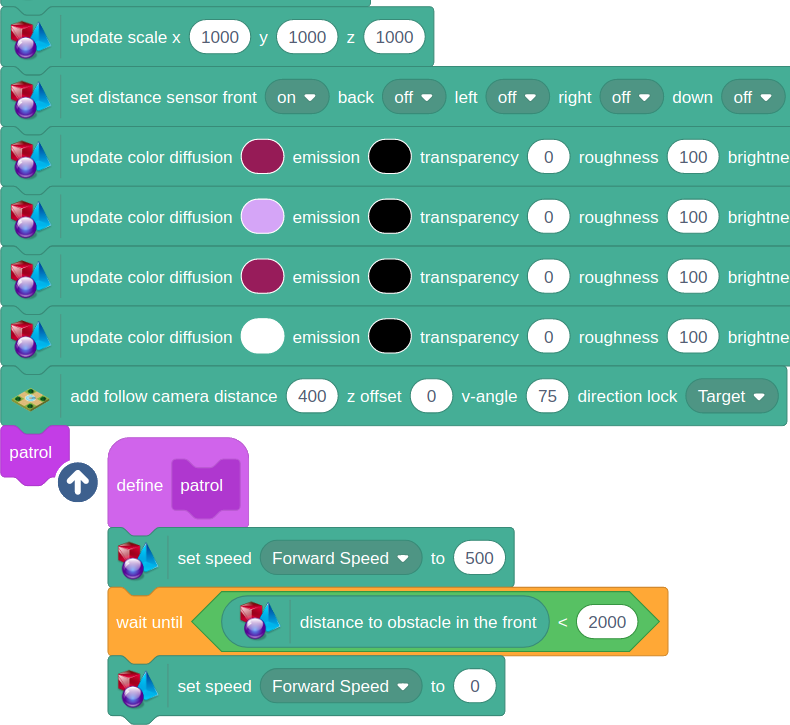 update scale x 1000 y 1000 z 1000
set distance sensor front on back off left off right off down off
update color diffusion emission transparency 0 roughness 100 brightne
update color diffusion emission transparency 0 roughness 100 brightne
update color diffusion emission transparency 0 roughness 100 brightne
update color diffusion emission transparency 0 roughness 100 brightne
add follow camera distance 400 z offset 0 v-angle 75 direction lock Target
patrol
define patrol
set speed Forward Speed to 500
wait until distance to obstacle in the front < 2000
set speed Forward Speed to 0